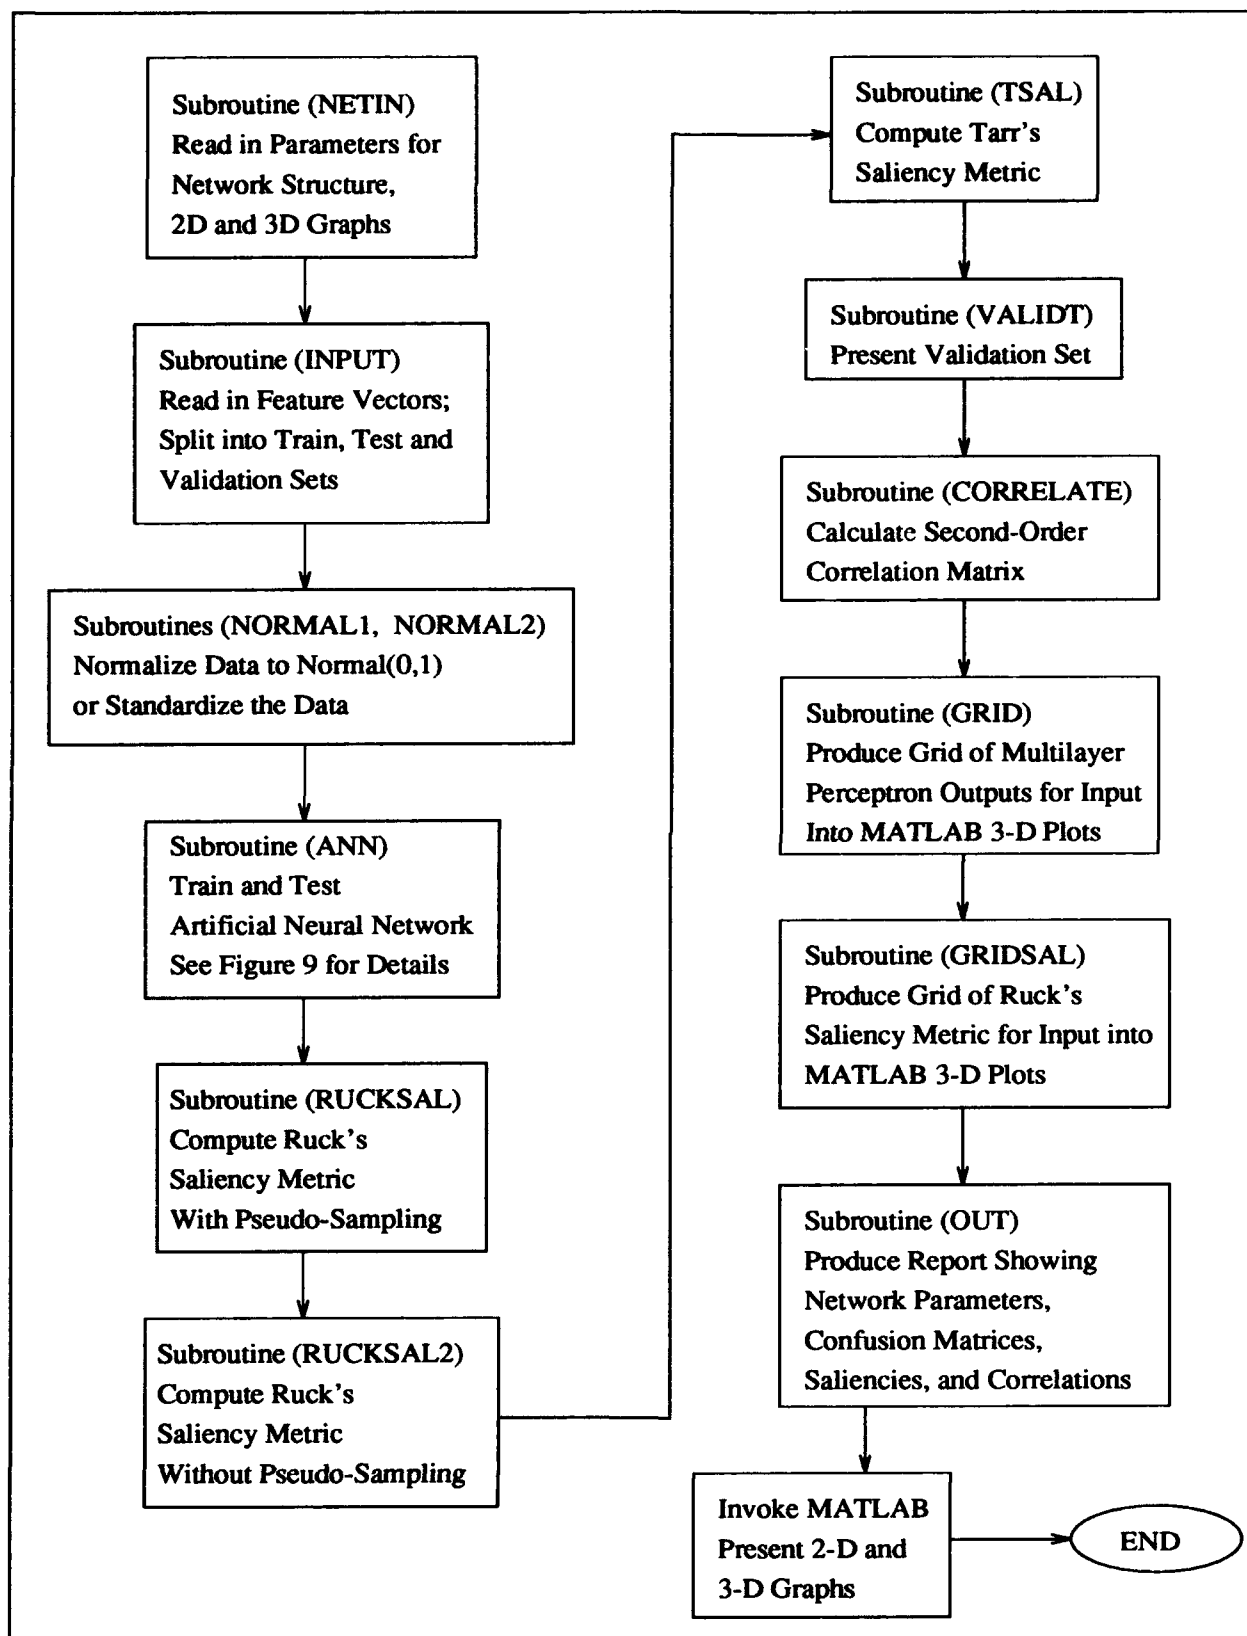 Subroutine (NETIN)
Read in Parameters for
Network Structure,
2D and 3D Graphs
Subroutine (INPUT)
Read in Feature Vectors;
Split into Train, Test and
Validation Sets
Subroutines (NORMAL1, NORMAL2)
Normalize Data to Normal(0,1)
or Standardize the Data
Subroutine (ANN)
Train and Test
Artificial Neural Network
See Figure 9 for Details
Subroutine (RUCKSAL)
Compute Ruck's
Saliency Metric
With Pseudo-Sampling
Subroutine (RUCKSAL2)
Compute Ruck's
Saliency Metric
Without Pseudo-Sampling
Subroutine (TSAL)
Compute Tarr's
Saliency Metric
Subroutine (VALIDT)
Present Validation Set
Subroutine (CORRELATE)
Calculate Second-Order
Correlation Matrix
Subroutine (GRID)
Produce Grid of Multilayer
Perceptron Outputs for Input
Into MATLAB 3-D Plots
Subroutine (GRIDSAL)
Produce Grid of Ruck's
Saliency Metric for Input into
MATLAB 3-D Plots
Subroutine (OUT)
Produce Report Showing
Network Parameters,
Confusion Matrices,
Saliencies, and Correlations
Invoke MATLAB
Present 2-D and
3-D Graphs
END